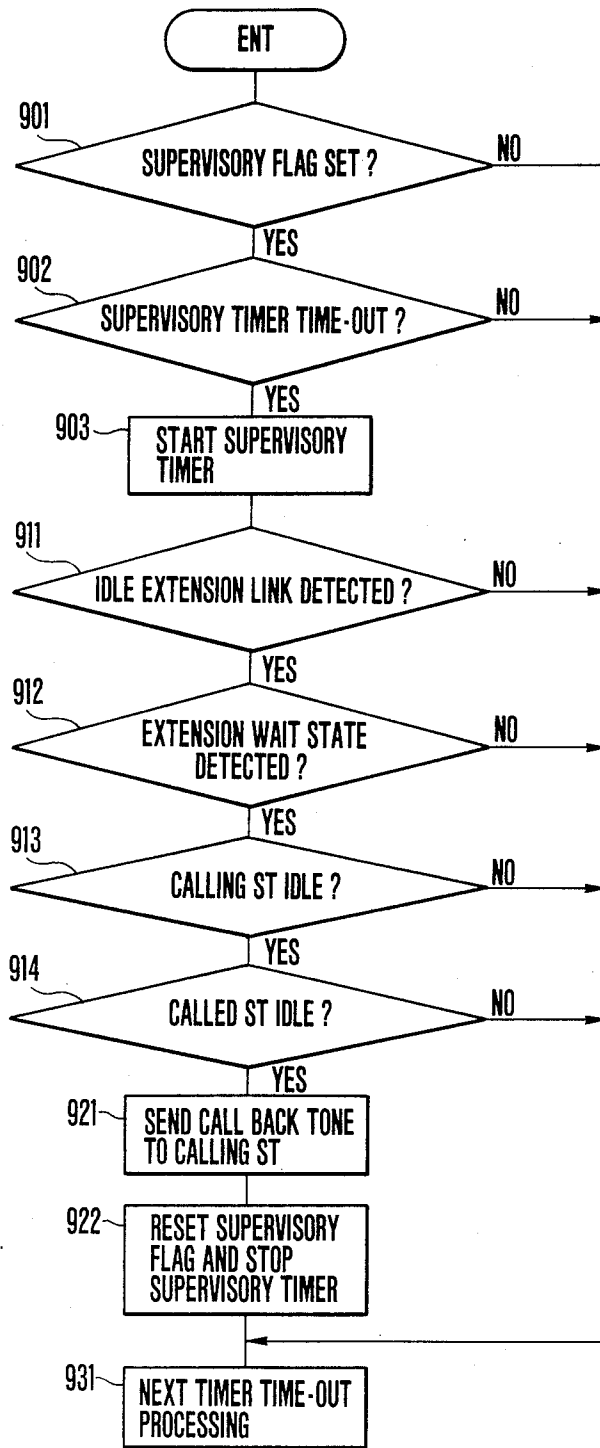 ENT
901
SUPERVISORY FLAG SET ?
NO
YES
902
SUPERVISORY TIMER TIME-OUT ?
NO
YES
903
START SUPERVISORY
TIMER
911
IDLE EXTENSION LINK DETECTED ?
NO
YES
912
EXTENSION WAIT STATE
DETECTED ?
NO
YES
913
CALLING ST IDLE ?
NO
YES
914
CALLED ST IDLE ?
NO
YES
921
SEND CALL BACK TONE
TO CALLING ST
922
RESET SUPERVISORY
FLAG AND STOP
SUPERVISORY TIMER
931
NEXT TIMER TIME-OUT
PROCESSING